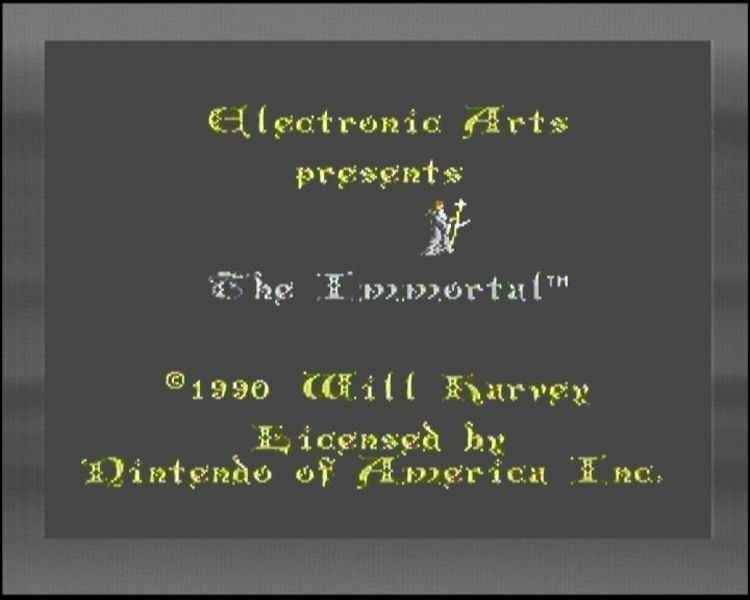 Electronic Arts
presents
The Immortal™
©1990 Will Harvey
Licensed by
Nintendo of America Inc.